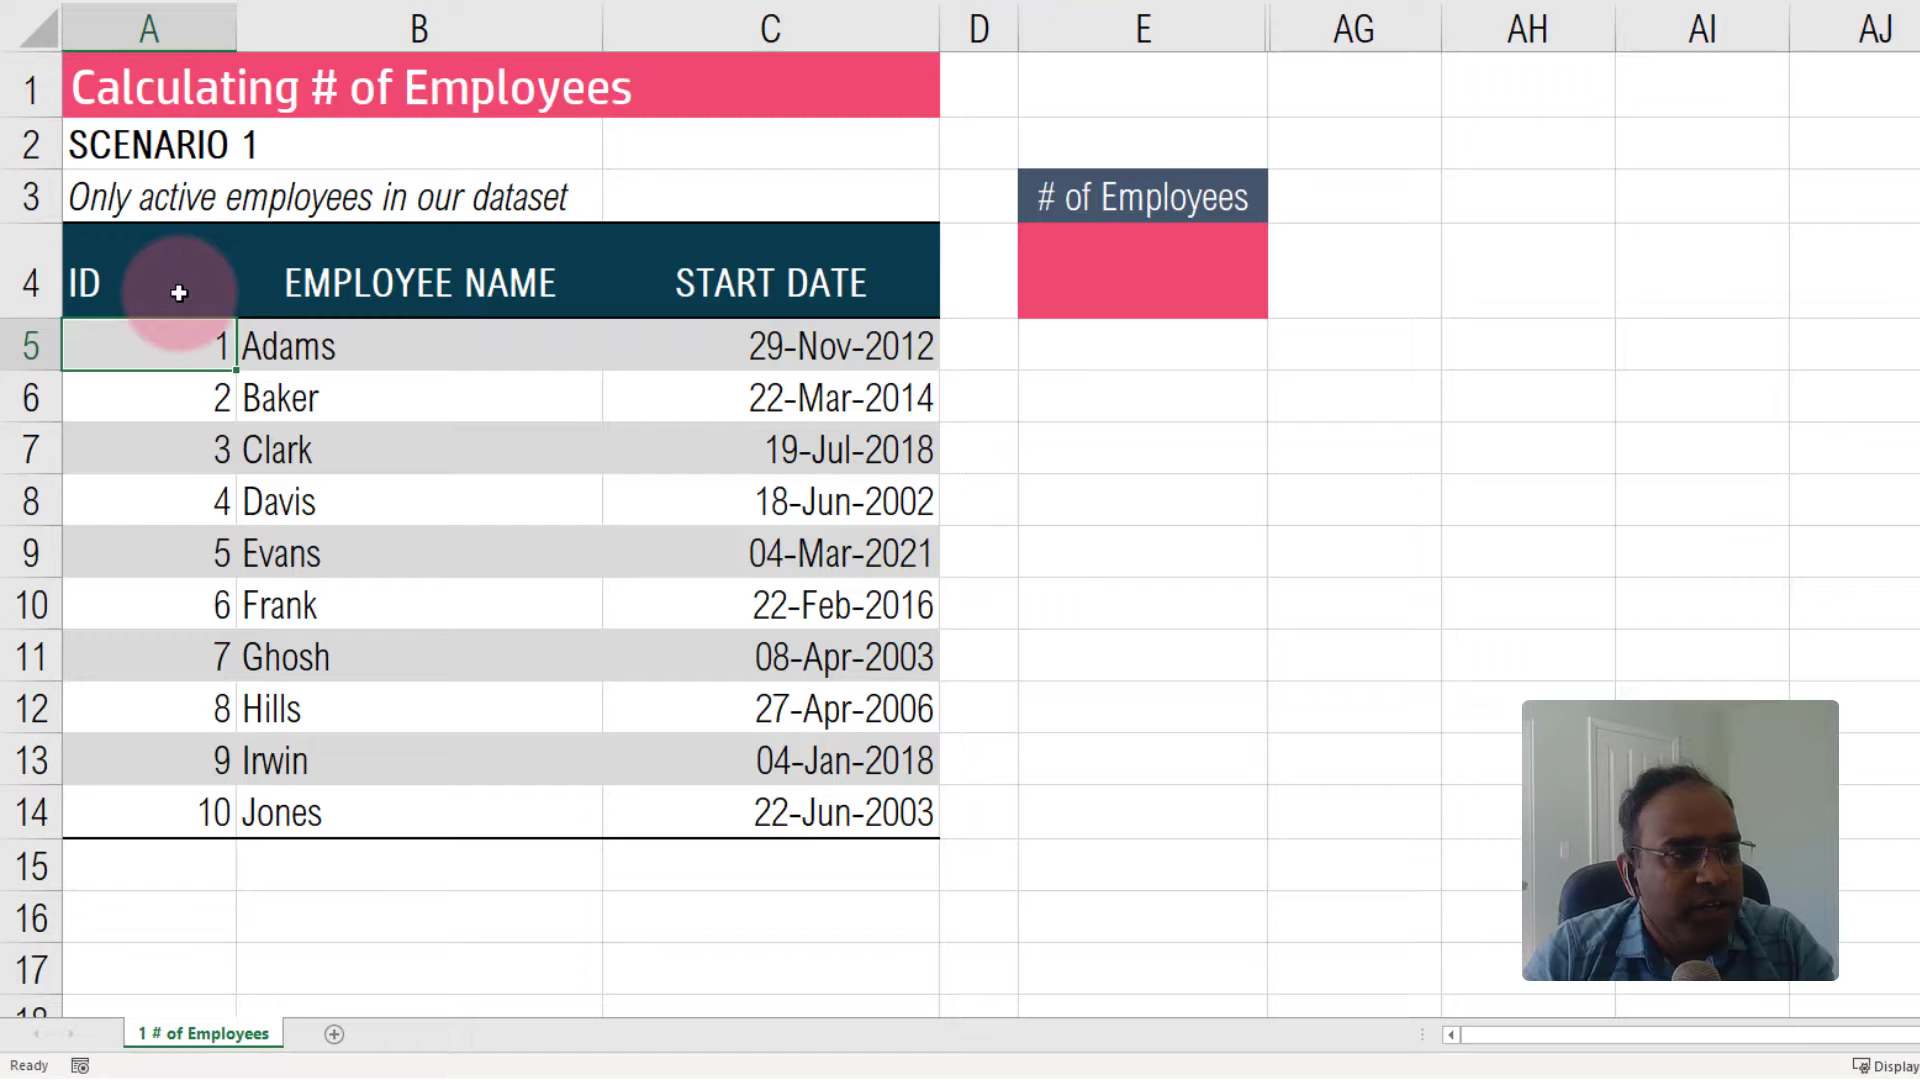 A B C D E AG AH AI AJ
1 Calculating # of Employees
2 SCENARIO 1
3 Only active employees in our dataset # of Employees
4 ID EMPLOYEE NAME START DATE
5 1 Adams 29-Nov-2012
6 2 Baker 22-Mar-2014
7 3 Clark 19-Jul-2018
8 4 Davis 18-Jun-2002
9 5 Evans 04-Mar-2021
10 6 Frank 22-Feb-2016
11 7 Ghosh 08-Apr-2003
12 8 Hills 27-Apr-2006
13 9 Irwin 04-Jan-2018
14 10 Jones 22-Jun-2003
15
16
17
18
1 # of Employees
Ready Display